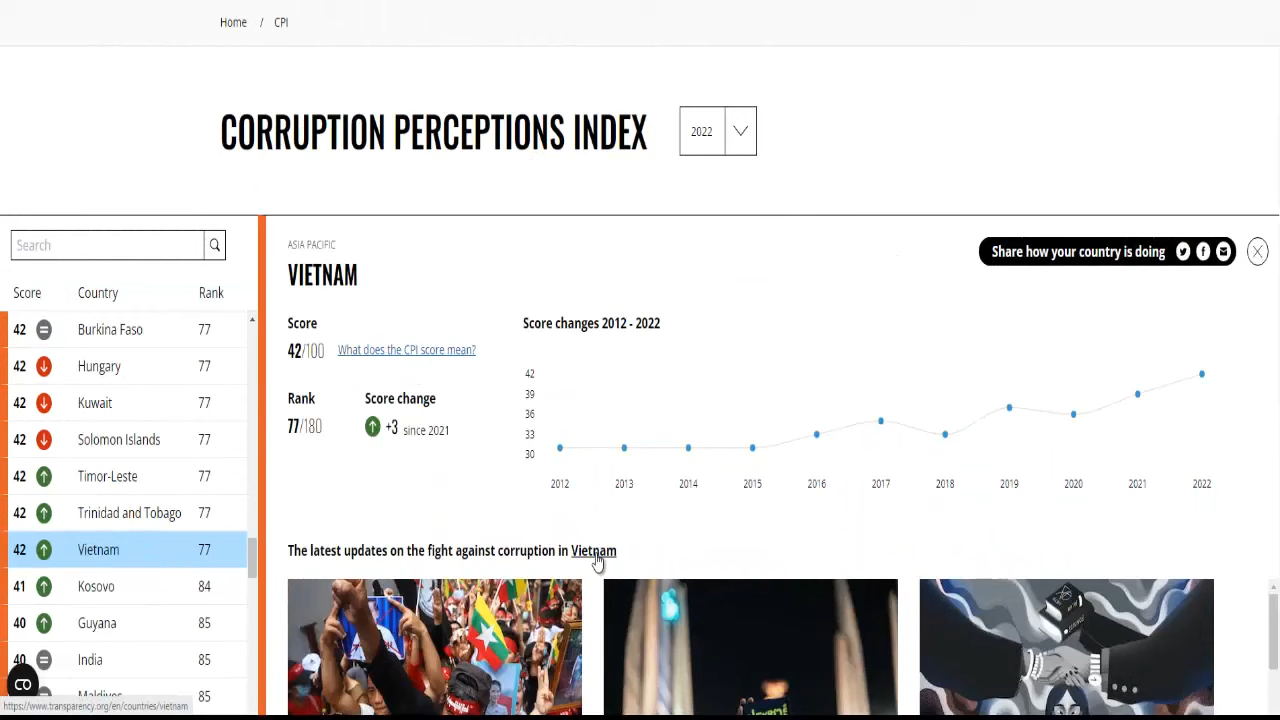 Home / CPI
CORRUPTION PERCEPTIONS INDEX
2022
Search
Score Country Rank
42 Burkina Faso 77
42 Hungary 77
42 Kuwait 77
42 Solomon Islands 77
42 Timor-Leste 77
42 Trinidad and Tobago 77
42 Vietnam 77
41 Kosovo 84
40 Guyana 85
40 India 85
Maldives 85
https://www.transparency.org/en/countries/vietnam
ASIA PACIFIC
VIETNAM
Share how your country is doing
Score
42/100 What does the CPI score mean?
Rank
77/180
Score change
+3 since 2021
Score changes 2012 - 2022
42
39
36
33
30
2012 2013 2014 2015 2016 2017 2018 2019 2020 2021 2022
The latest updates on the fight against corruption in Vietnam